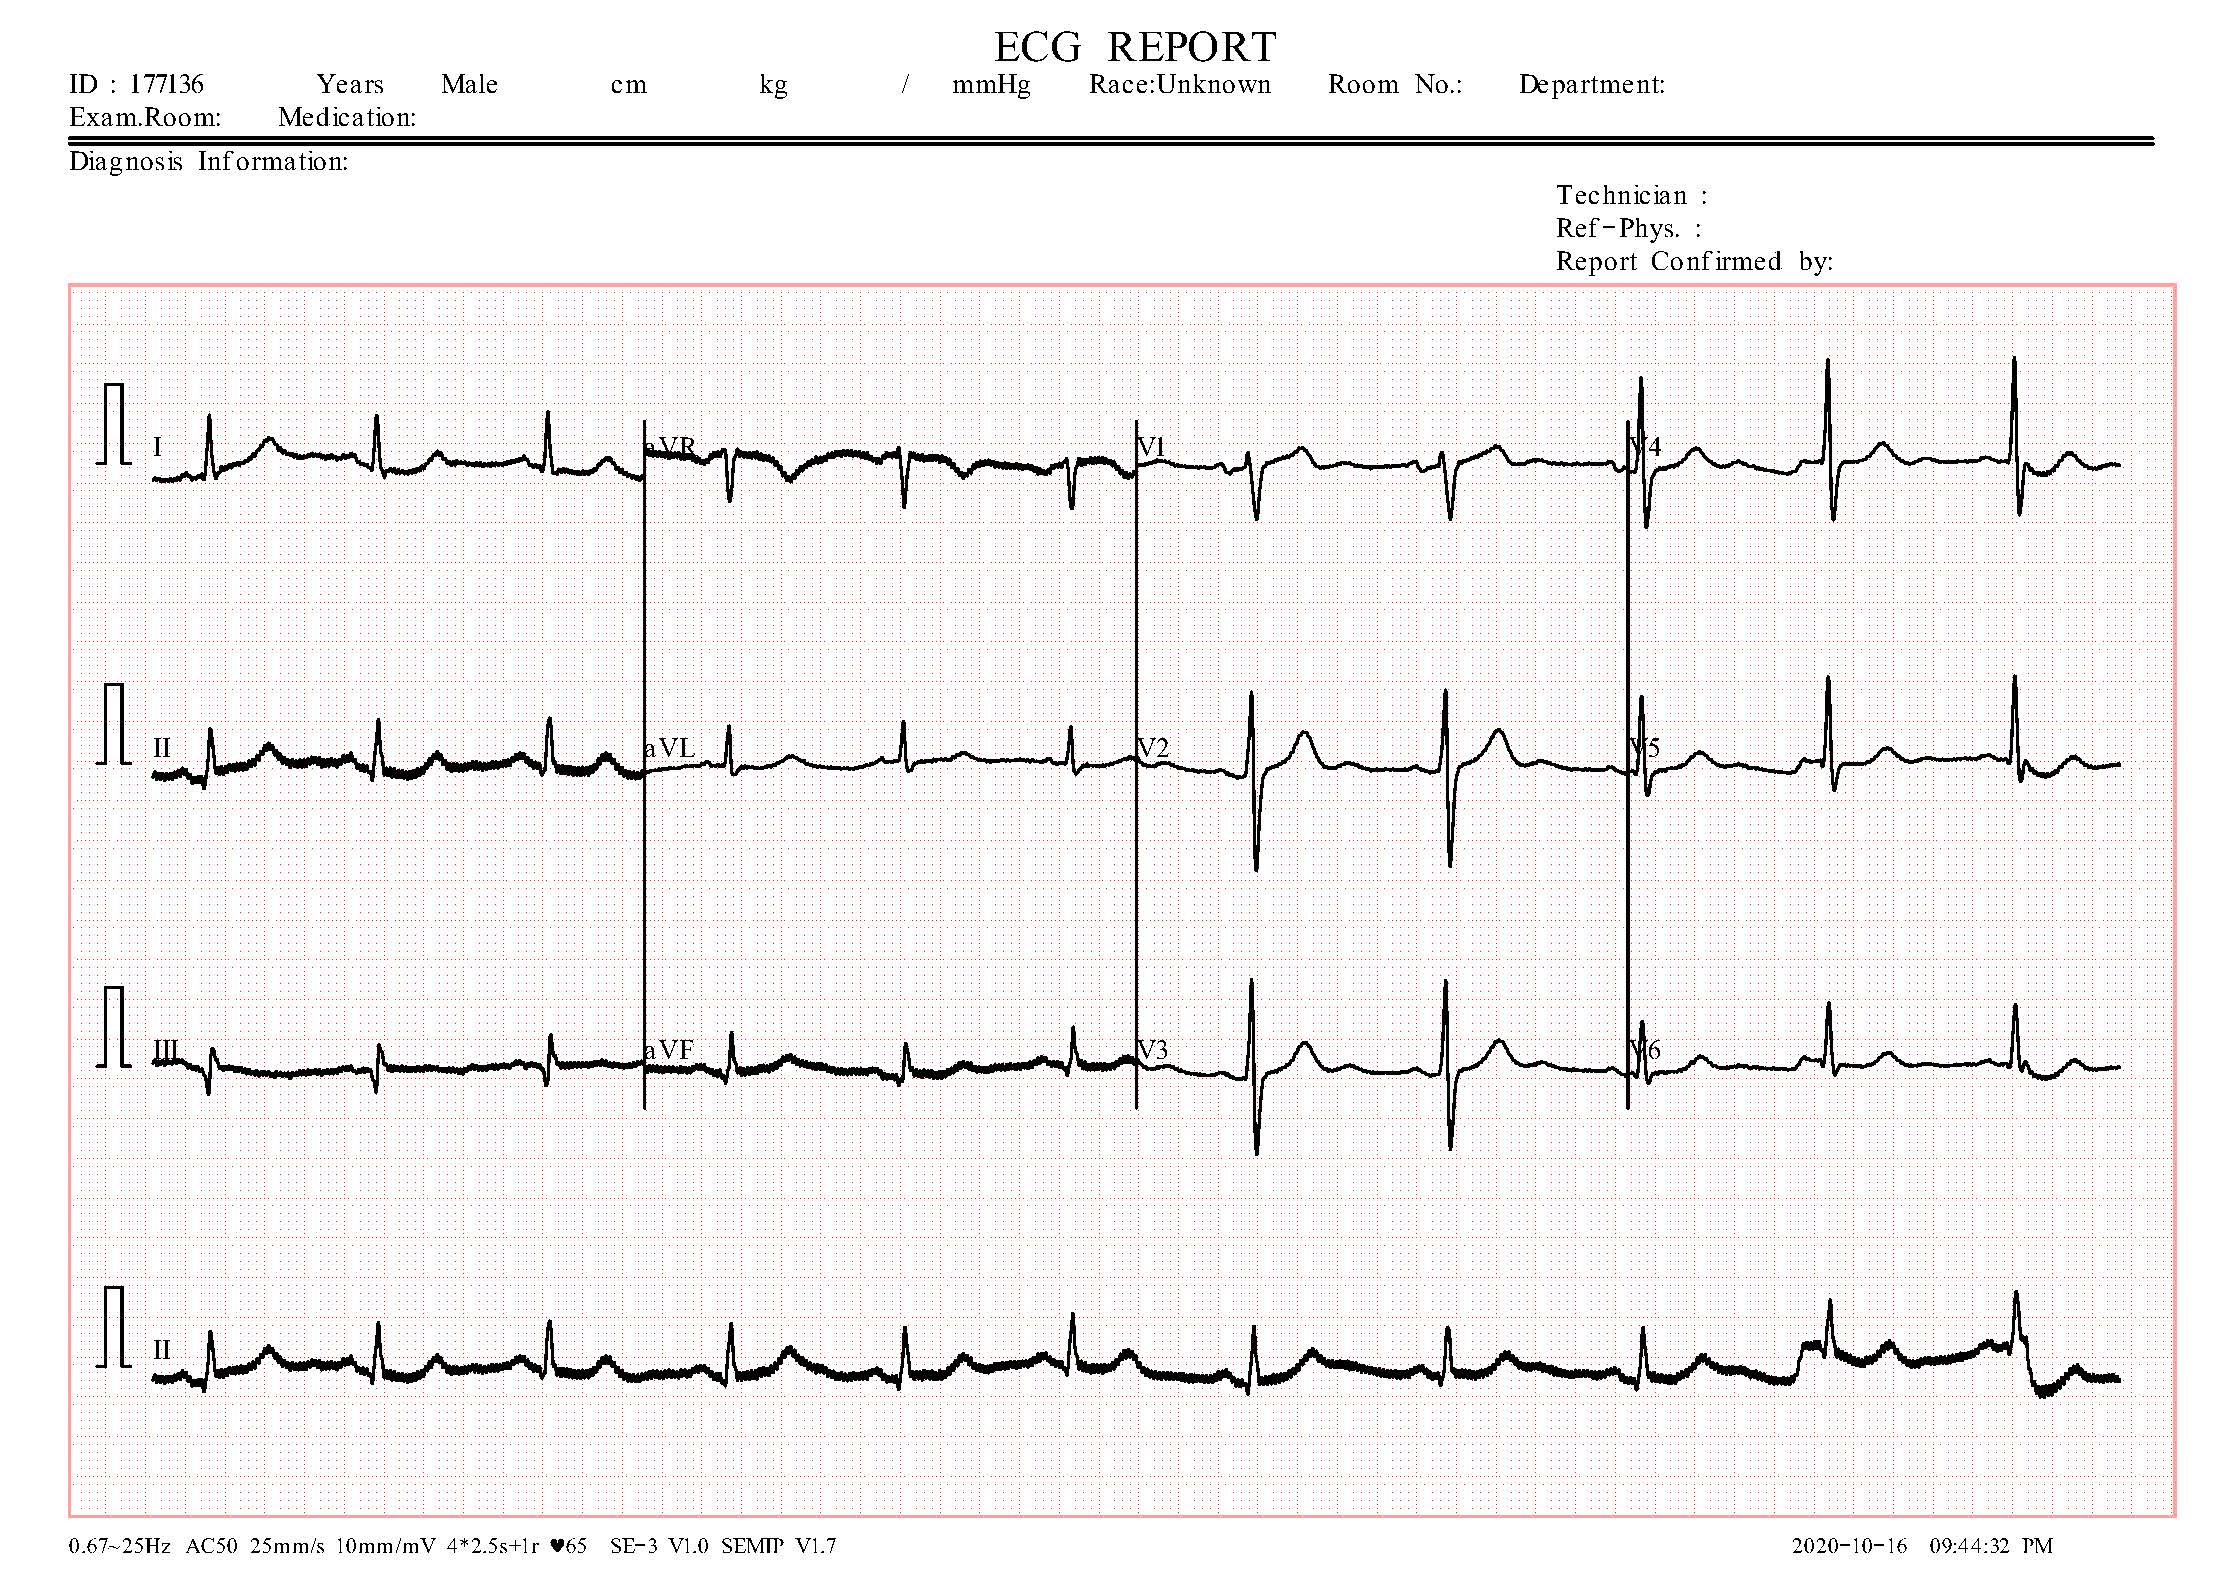 ECG REPORT
ID : 177136 Years Male cm kg / mmHg Race:Unknown Room No.: Department:
Exam.Room: Medication:
Diagnosis Information:
Technician :
Ref-Phys. :
Report Confirmed by:
I aVR V1 V4
II aVL V2 V5
III aVF V3 V6
II
0.67~25Hz AC50 25mm/s 10mm/mV 4*2.5s+1r ♥65 SE-3 V1.0 SEMIP V1.7 2020-10-16 09:44:32 PM